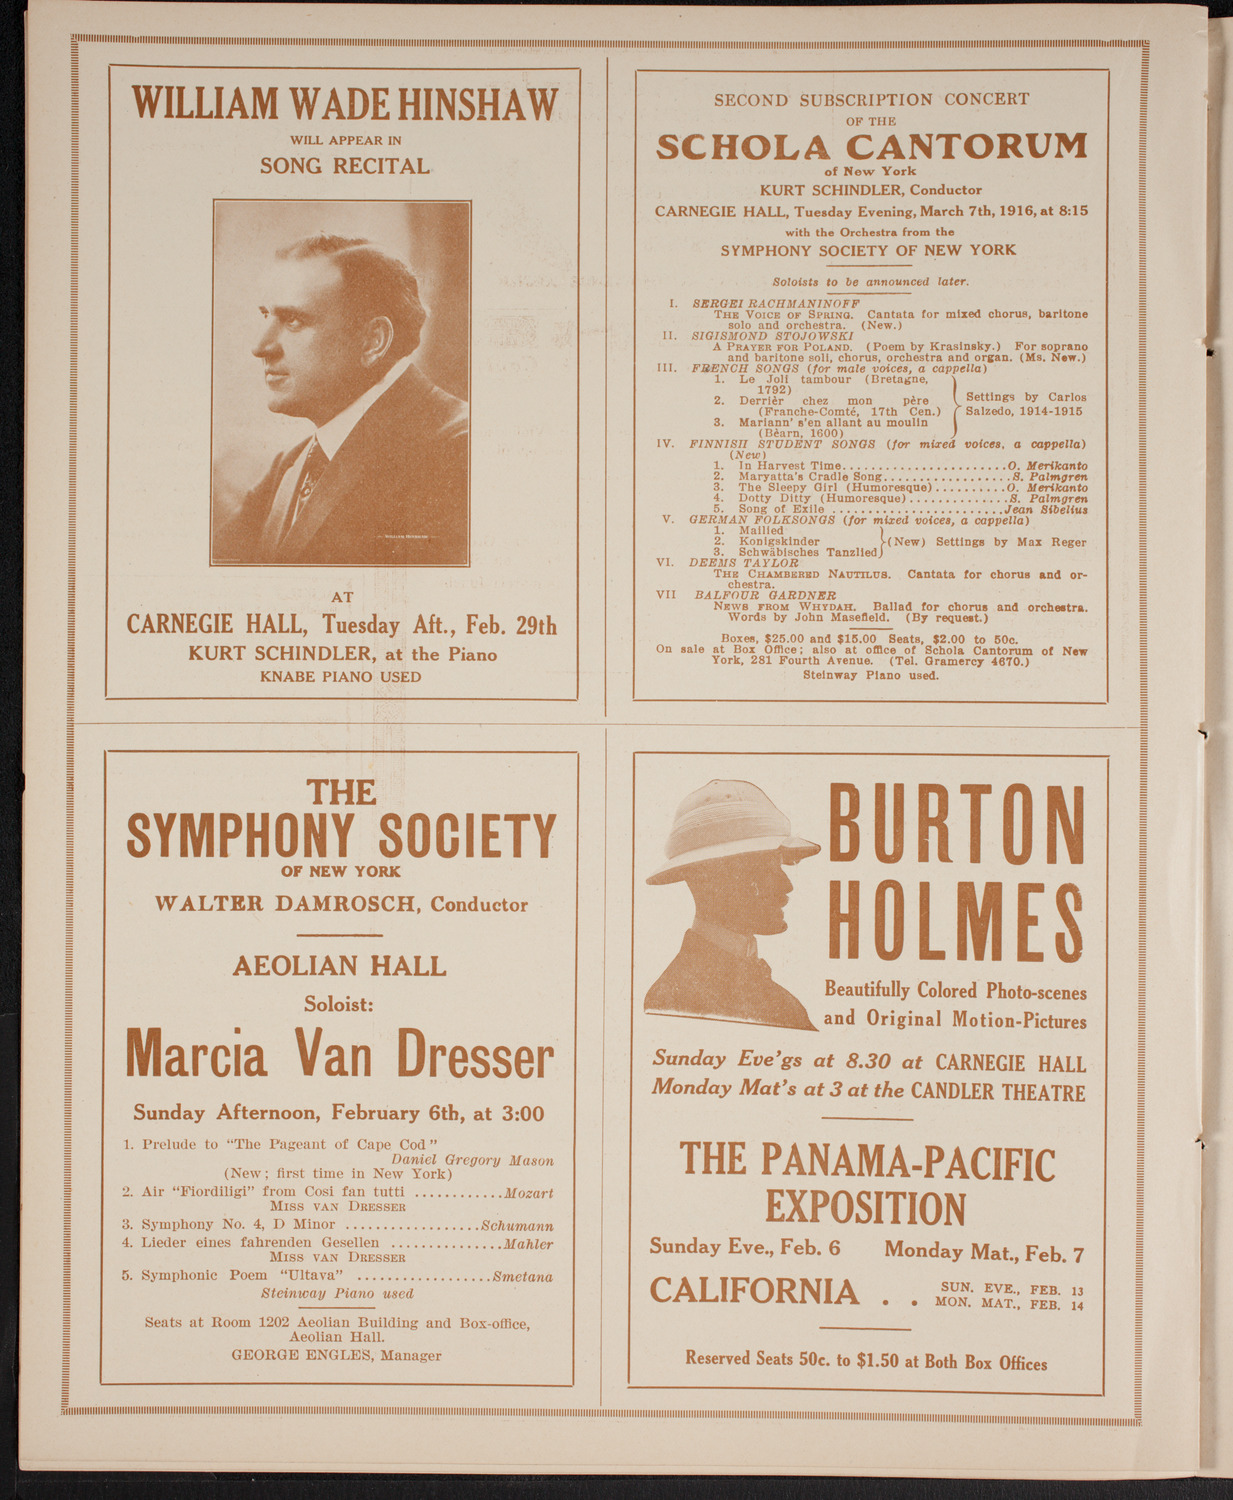 WILLIAM WADE HINSHAW
WILL APPEAR IN
SONG RECITAL
WILLIAM HINSHAW
AT
CARNEGIE HALL, Tuesday Aft., Feb. 29th
KURT SCHINDLER, at the Piano
KNABE PIANO USED
SECOND SUBSCRIPTION CONCERT
OF THE
SCHOLA CANTORUM
of New York
KURT SCHINDLER, Conductor
CARNEGIE HALL, Tuesday Evening, March 7th, 1916, at 8:15
with the Orchestra from the
SYMPHONY SOCIETY OF NEW YORK
Soloists to be announced later.
I. SERGEI RACHMANINOFF
THE VOICE OF SPRING. Cantata for mixed chorus, baritone
solo and orchestra. (New.)
II. SIGISMOND STOJOWSKI
A PRAYER FOR POLAND. (Poem by Krasinsky.) For soprano
and baritone soli, chorus, orchestra and organ. (Ms. New.)
III. FRENCH SONGS (for male voices, a cappella)
1. Le Joli tambour (Bretagne,
1792)
2. Derrièr chez mon père
(Franche-Comté, 17th Cen.)
3. Mariann' s'en allant au moulin
(Béarn, 1600)
Settings by Carlos
Salzedo, 1914-1915
IV. FINNISH STUDENT SONGS (for mixed voices, a cappella)
(New)
1. In Harvest Time......................O. Merikanto
2. Maryatta's Cradle Song.................S. Palmgren
3. The Sleepy Girl (Humoresque)..........O. Merikanto
4. Dotty Ditty (Humoresque)..............S. Palmgren
5. Song of Exile ........................Jean Sibelius
V. GERMAN FOLKSONGS (for mixed voices, a cappella)
1. Mailied
2. Konigskinder
3. Schwäbisches Tanzlied
(New) Settings by Max Reger
VI. DEEMS TAYLOR
THE CHAMBERED NAUTILUS. Cantata for chorus and or-
chestra.
VII BALFOUR GARDNER
NEWS FROM WHYDAH. Ballad for chorus and orchestra.
Words by John Masefield. (By request.)
Boxes, $25.00 and $15.00 Seats, $2.00 to 50c.
On sale at Box Office; also at office of Schola Cantorum of New
York, 281 Fourth Avenue. (Tel. Gramercy 4670.)
Steinway Piano used.
THE
SYMPHONY SOCIETY
OF NEW YORK
WALTER DAMROSCH, Conductor
AEOLIAN HALL
Soloist:
Marcia Van Dresser
Sunday Afternoon, February 6th, at 3:00
1. Prelude to "The Pageant of Cape Cod"
Daniel Gregory Mason
(New; first time in New York)
2. Air "Fiordiligi" from Cosi fan tutti ............Mozart
MISS VAN DRESSER
3. Symphony No. 4, D Minor ..................Schumann
4. Lieder eines fahrenden Gesellen ...............Mahler
MISS VAN DRESSER
5. Symphonic Poem "Ultava" ..................Smetana
Steinway Piano used
Seats at Room 1202 Aeolian Building and Box-office,
Aeolian Hall.
GEORGE ENGLES, Manager
BURTON
HOLMES
Beautifully Colored Photo-scenes
and Original Motion-Pictures
Sunday Eve'gs at 8.30 at CARNEGIE HALL
Monday Mat's at 3 at the CANDLER THEATRE
THE PANAMA-PACIFIC
EXPOSITION
Sunday Eve., Feb. 6 Monday Mat., Feb. 7
CALIFORNIA . . SUN. EVE., FEB. 13
MON. MAT., FEB. 14
Reserved Seats 50c. to $1.50 at Both Box Offices